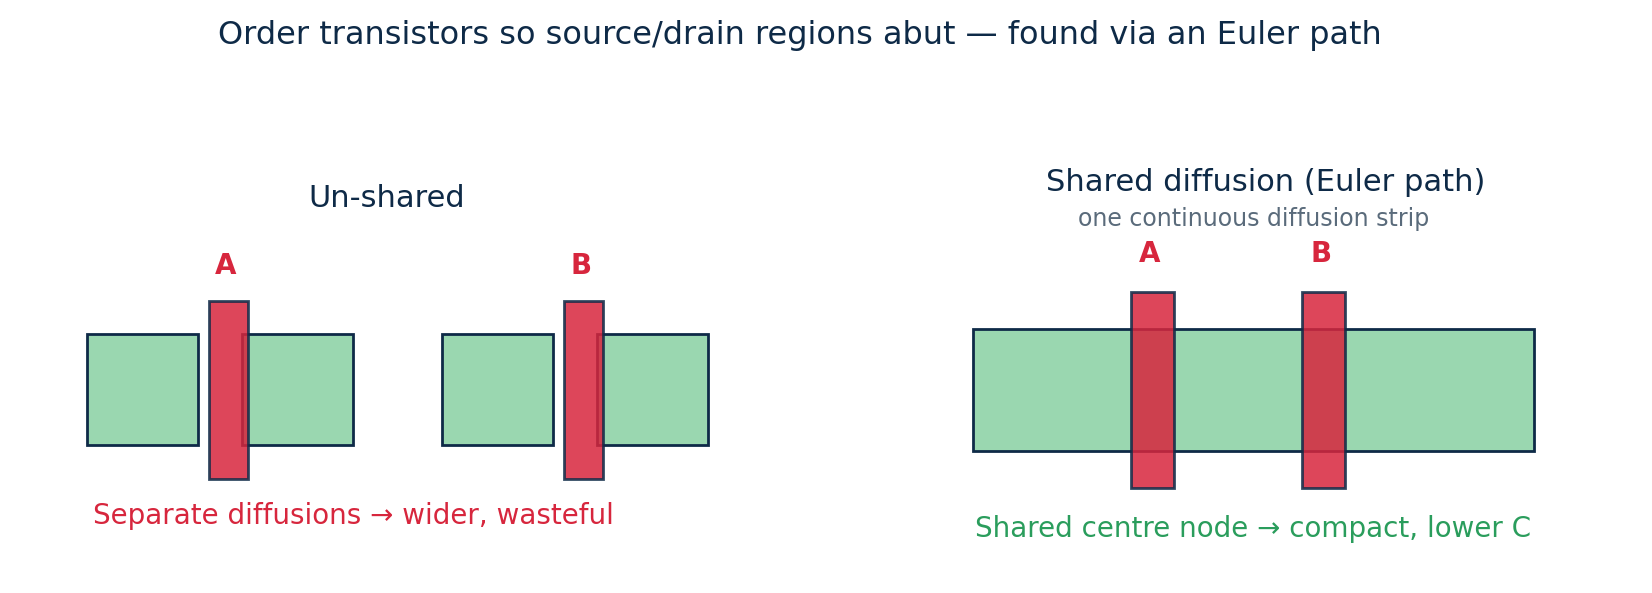 Order transistors so source/drain regions abut — found via an Euler path
Un-shared
A
B
Separate diffusions → wider, wasteful
Shared diffusion (Euler path)
one continuous diffusion strip
A
B
Shared centre node → compact, lower C